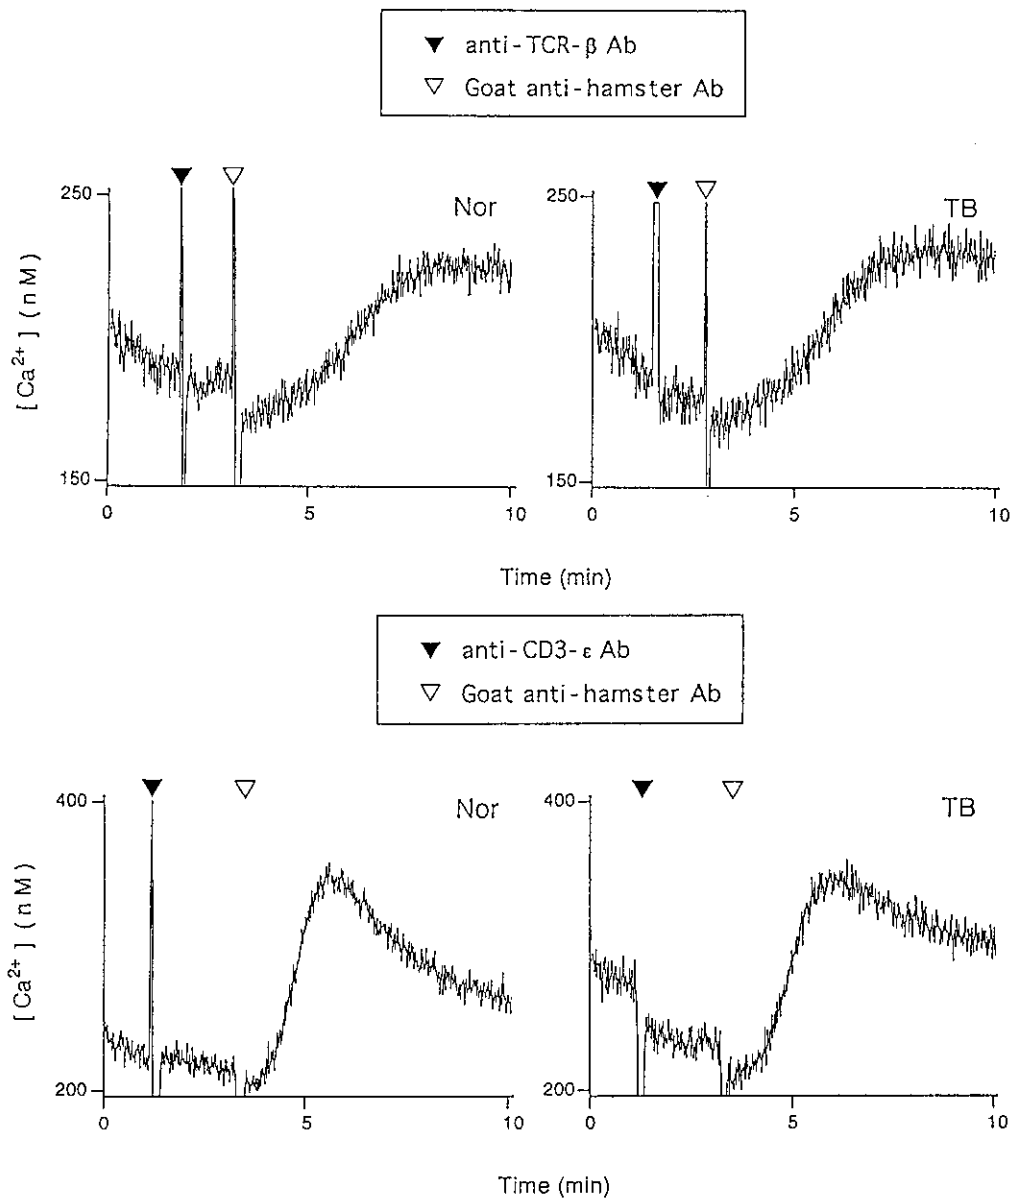 ▼ anti-TCR-β Ab
▽ Goat anti-hamster Ab
250
150
[Ca²⁺] (nM)
Nor
0 5 10
250
150
TB
0 5 10
Time (min)
▼ anti-CD3-ε Ab
▽ Goat anti-hamster Ab
400
200
[Ca²⁺] (nM)
Nor
0 5 10
400
200
TB
0 5 10
Time (min)